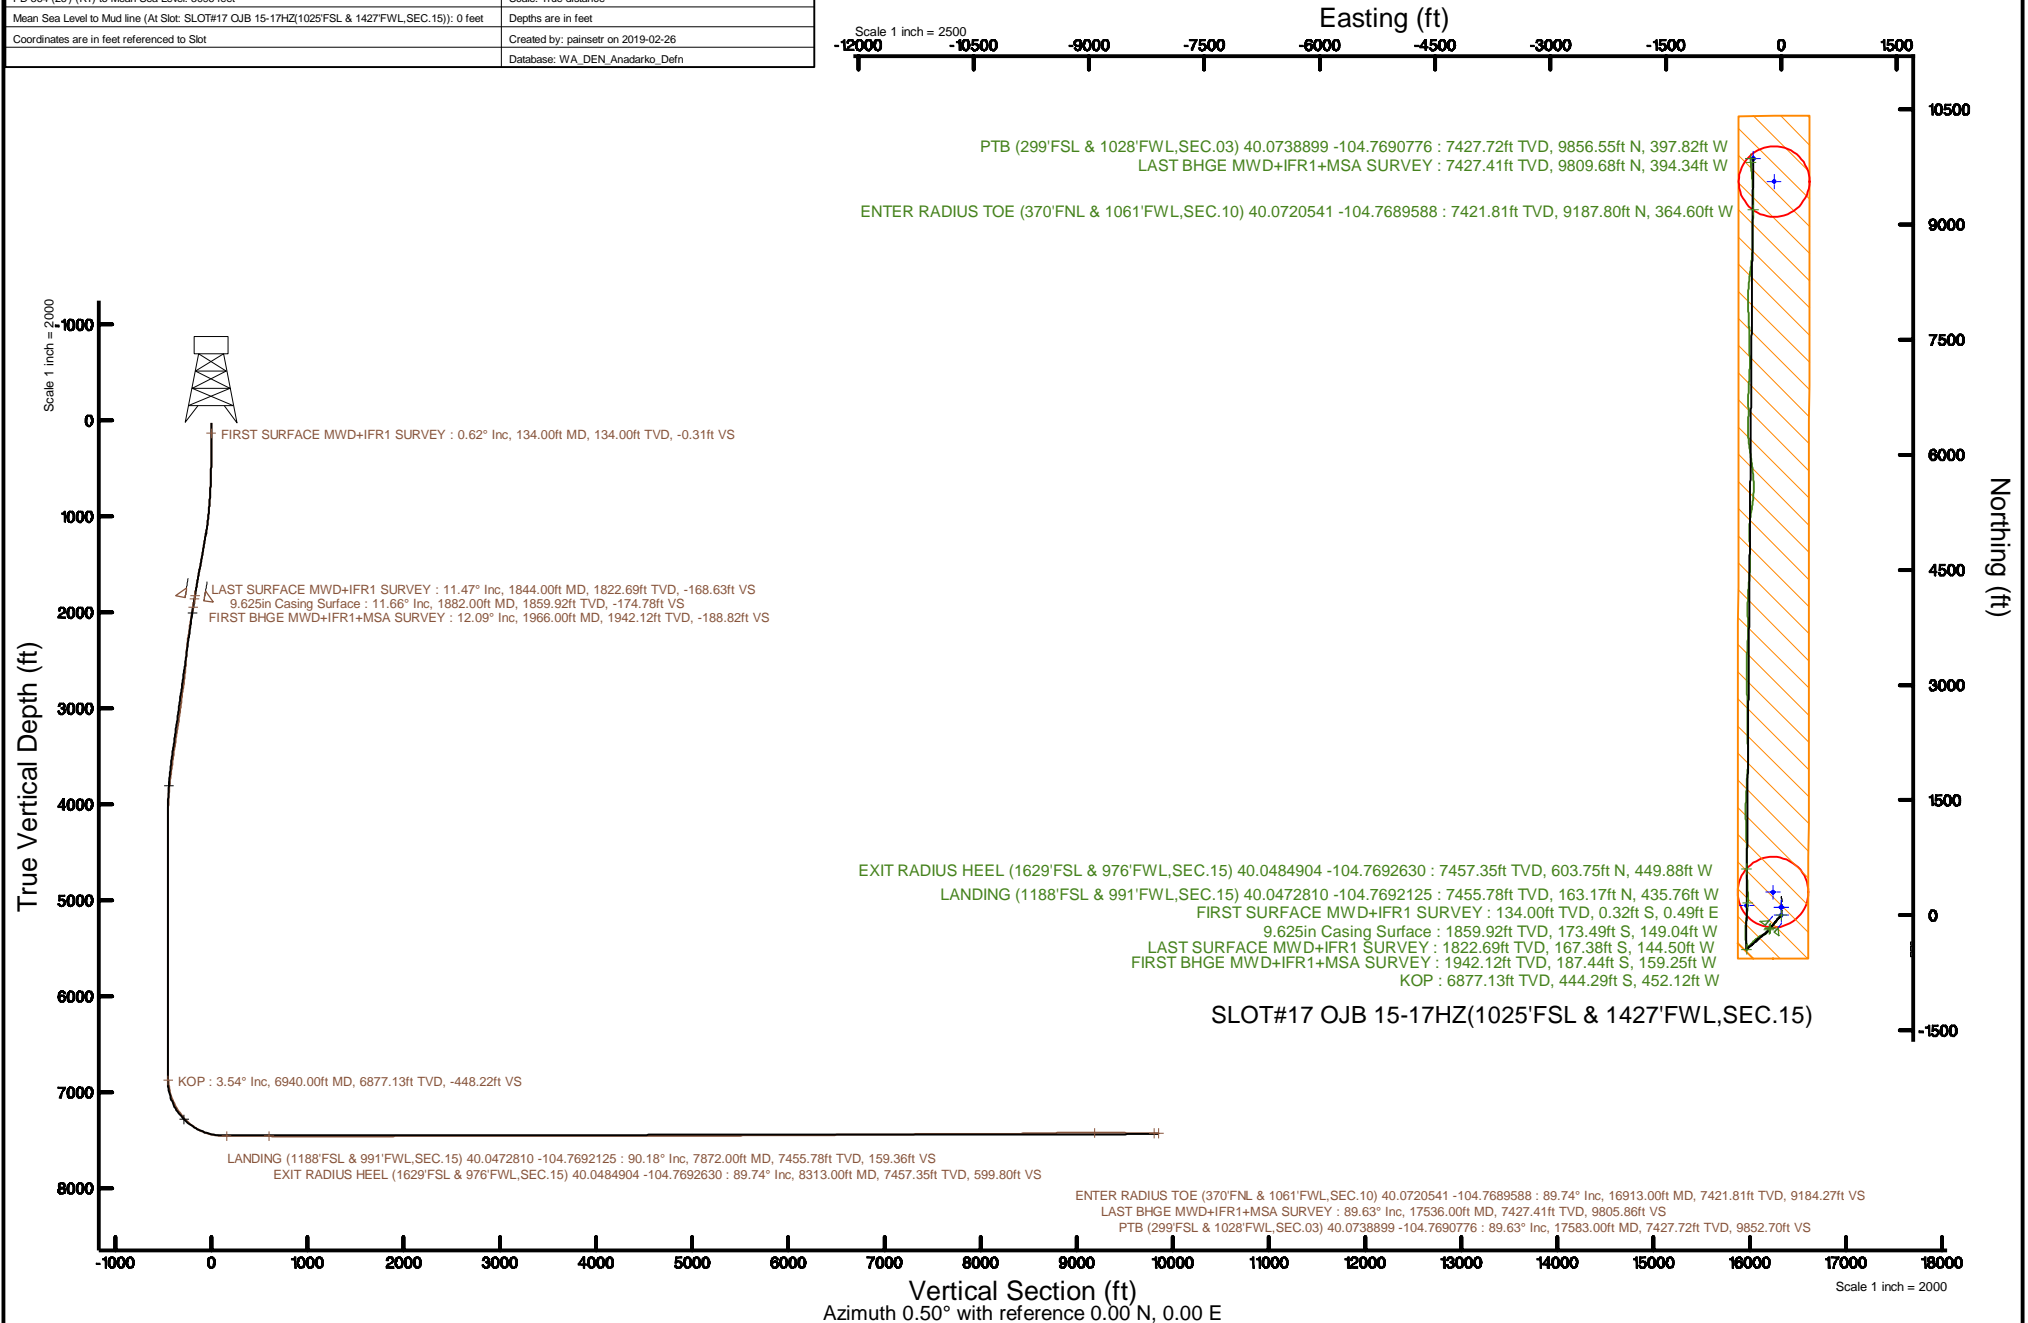 Mean Sea Level to Mud line (At Slot: SLOT#17 OJB 15-17HZ(1025'FSL & 1427'FWL,SEC.15)): 0 feet
Depths are in feet
Coordinates are in feet referenced to Slot
Created by: painsetr on 2019-02-26
Database: WA_DEN_Anadarko_Defn
Easting (ft)
Scale 1 inch = 2500
-12000 -10500 -9000 -7500 -6000 -4500 -3000 -1500 0 1500
10500
9000
7500
6000
4500
3000
1500
0
-1500
Northing (ft)
PTB (299'FSL & 1028'FWL,SEC.03) 40.0738899 -104.7690776 : 7427.72ft TVD, 9856.55ft N, 397.82ft W
LAST BHGE MWD+IFR1+MSA SURVEY : 7427.41ft TVD, 9809.68ft N, 394.34ft W
ENTER RADIUS TOE (370'FNL & 1061'FWL,SEC.10) 40.0720541 -104.7689588 : 7421.81ft TVD, 9187.80ft N, 364.60ft W
EXIT RADIUS HEEL (1629'FSL & 976'FWL,SEC.15) 40.0484904 -104.7692630 : 7457.35ft TVD, 603.75ft N, 449.88ft W
LANDING (1188'FSL & 991'FWL,SEC.15) 40.0472810 -104.7692125 : 7455.78ft TVD, 163.17ft N, 435.76ft W
FIRST SURFACE MWD+IFR1 SURVEY : 134.00ft TVD, 0.32ft S, 0.49ft E
9.625in Casing Surface : 1859.92ft TVD, 173.49ft S, 149.04ft W
LAST SURFACE MWD+IFR1 SURVEY : 1822.69ft TVD, 167.38ft S, 144.50ft W
FIRST BHGE MWD+IFR1+MSA SURVEY : 1942.12ft TVD, 187.44ft S, 159.25ft W
KOP : 6877.13ft TVD, 444.29ft S, 452.12ft W
SLOT#17 OJB 15-17HZ(1025'FSL & 1427'FWL,SEC.15)
Scale 1 inch = 2000
-1000
0
1000
2000
3000
4000
5000
6000
7000
8000
True Vertical Depth (ft)
FIRST SURFACE MWD+IFR1 SURVEY : 0.62° Inc, 134.00ft MD, 134.00ft TVD, -0.31ft VS
LAST SURFACE MWD+IFR1 SURVEY : 11.47° Inc, 1844.00ft MD, 1822.69ft TVD, -168.63ft VS
9.625in Casing Surface : 11.66° Inc, 1882.00ft MD, 1859.92ft TVD, -174.78ft VS
FIRST BHGE MWD+IFR1+MSA SURVEY : 12.09° Inc, 1966.00ft MD, 1942.12ft TVD, -188.82ft VS
KOP : 3.54° Inc, 6940.00ft MD, 6877.13ft TVD, -448.22ft VS
LANDING (1188'FSL & 991'FWL,SEC.15) 40.0472810 -104.7692125 : 90.18° Inc, 7872.00ft MD, 7455.78ft TVD, 159.36ft VS
EXIT RADIUS HEEL (1629'FSL & 976'FWL,SEC.15) 40.0484904 -104.7692630 : 89.74° Inc, 8313.00ft MD, 7457.35ft TVD, 599.80ft VS
ENTER RADIUS TOE (370'FNL & 1061'FWL,SEC.10) 40.0720541 -104.7689588 : 89.74° Inc, 16913.00ft MD, 7421.81ft TVD, 9184.27ft VS
LAST BHGE MWD+IFR1+MSA SURVEY : 89.63° Inc, 17536.00ft MD, 7427.41ft TVD, 9805.86ft VS
PTB (299'FSL & 1028'FWL,SEC.03) 40.0738899 -104.7690776 : 89.63° Inc, 17583.00ft MD, 7427.72ft TVD, 9852.70ft VS
-1000 0 1000 2000 3000 4000 5000 6000 7000 8000 9000 10000 11000 12000 13000 14000 15000 16000 17000 18000
Vertical Section (ft)
Scale 1 inch = 2000
Azimuth 0.50° with reference 0.00 N, 0.00 E